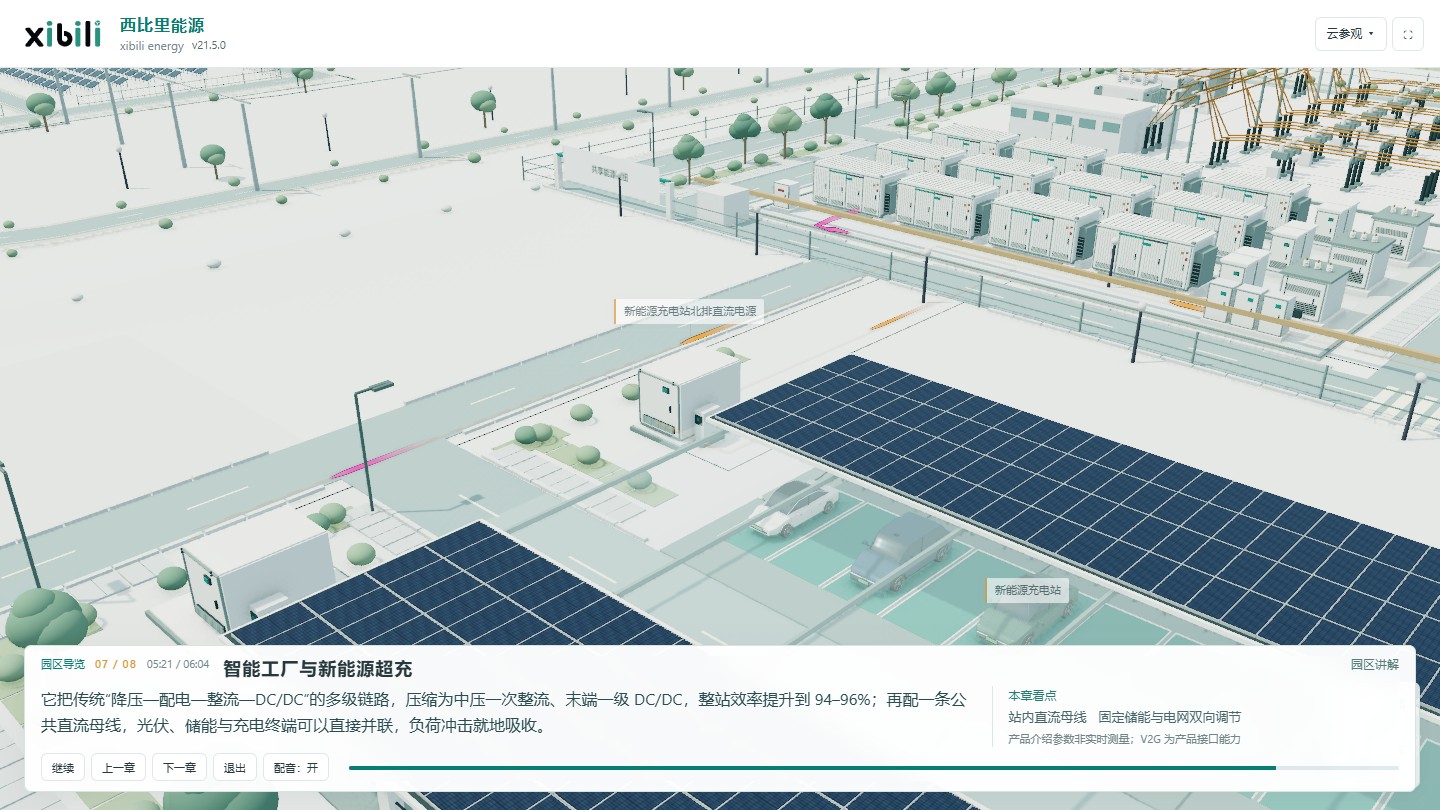 xibili
西比里能源
xibili energy v21.5.0
云参观
新能源充电站北排直流电源
新能源充电站
园区导览 07 / 08 05:21 / 06:04 智能工厂与新能源超充
园区讲解
它把传统“降压—配电—整流—DC/DC”的多级链路，压缩为中压一次整流、末端一级 DC/DC，整站效率提升到 94–96%；再配一条公
共直流母线，光伏、储能与充电终端可以直接并联，负荷冲击就地吸收。
本章看点
站内直流母线 固定储能与电网双向调节
产品介绍参数非实时测量；V2G 为产品接口能力
继续 上一章 下一章 退出 配音：开